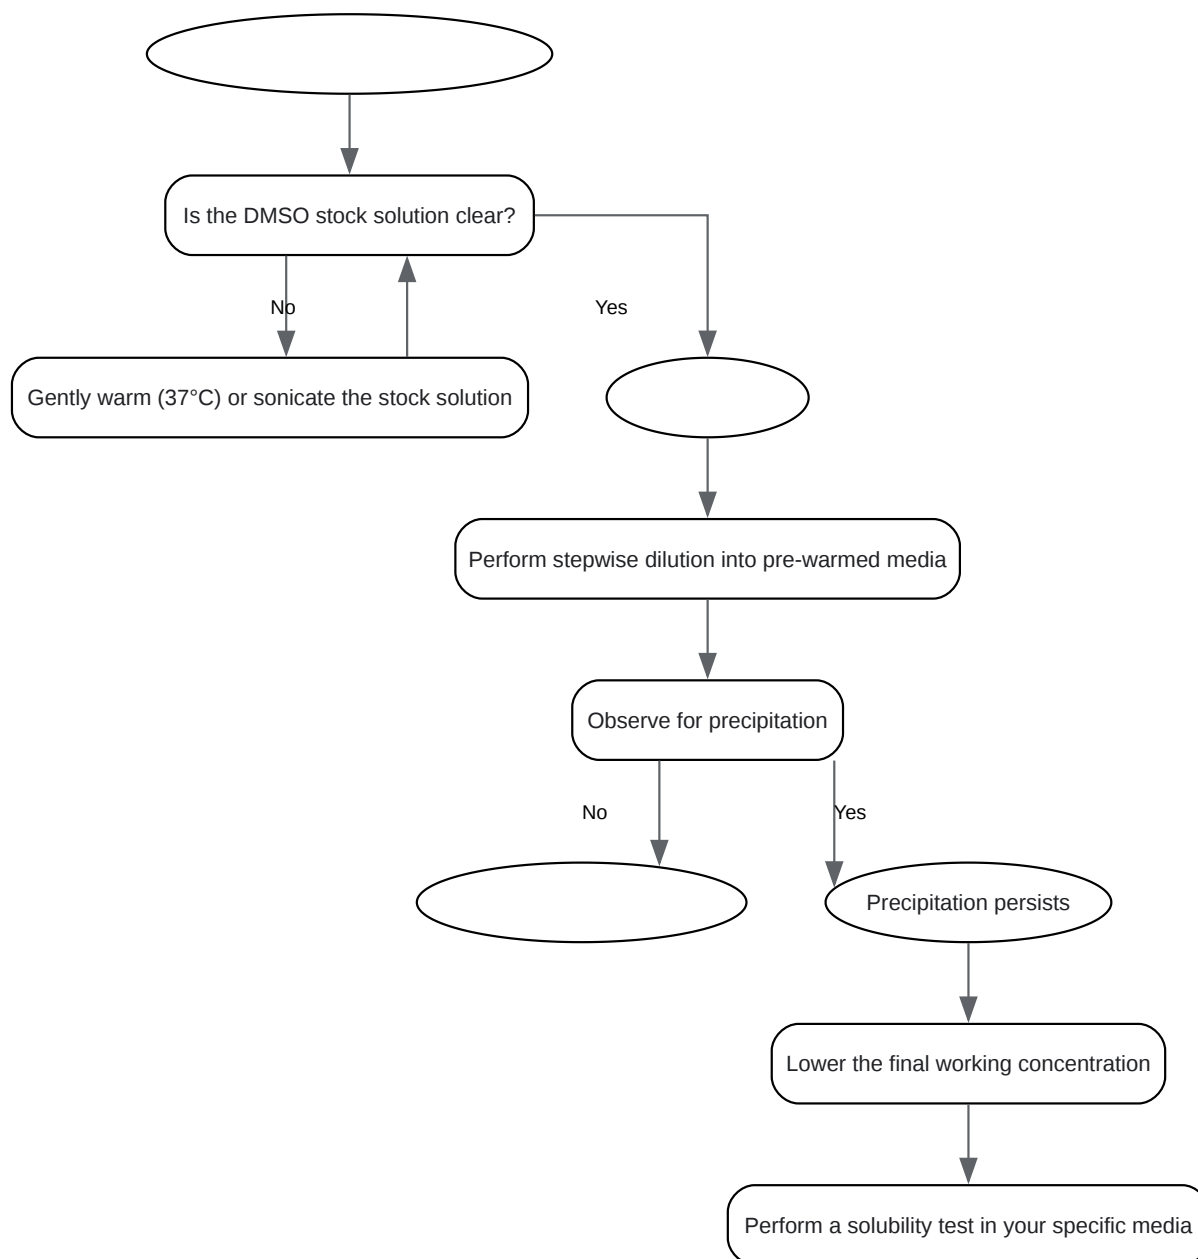 Is the DMSO stock solution clear?
No
Yes
Gently warm (37°C) or sonicate the stock solution
Perform stepwise dilution into pre-warmed media
Observe for precipitation
No
Yes
Precipitation persists
Lower the final working concentration
Perform a solubility test in your specific media